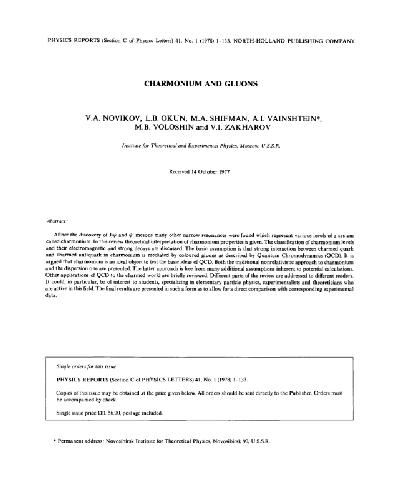 PHYSICS REPORTS (Section C of Physics Letters) 41, No. 1 (1978) 1–133. NORTH-HOLLAND PUBLISHING COMPANY
CHARMONIUM AND GLUONS
V.A. NOVIKOV, L.B. OKUN, M.A. SHIFMAN, A.I. VAINSHTEIN*,
M.B. VOLOSHIN and V.I. ZAKHAROV
Institute for Theoretical and Experimental Physics, Moscow, U.S.S.R.
Received 14 October 1977
Abstract:
After the discovery of J/ψ and ψ' mesons many other narrow resonances were found which represent various levels of a system
called charmonium. In this review theoretical interpretation of charmonium properties is given. The classification of charmonium levels
and their electromagnetic and strong decays are discussed. The basic assumption is that strong interaction between charmed quark
and charmed antiquark in charmonium is mediated by coloured gluons as described by Quantum Chromodynamics (QCD). It is
argued that charmonium is an ideal object to test the basic ideas of QCD. Both the traditional nonrelativistic approach to charmonium
and the dispersion one are presented. The latter approach is free from many additional assumptions inherent to potential calculations.
Other applications of QCD to the charmed world are briefly reviewed. Different parts of the review are addressed to different readers.
It could, in particular, be of interest to students, specializing in elementary particle physics, experimentalists and theoreticians who
are active in this field. The final results are presented in such a form as to allow for a direct comparison with corresponding experimental
data.
Single orders for this issue
PHYSICS REPORTS (Section C of PHYSICS LETTERS) 41, No. 1 (1978) 1–133.
Copies of this issue may be obtained at the price given below. All orders should be sent directly to the Publisher. Orders must
be accompanied by check.
Single issue price Dfl. postage included.
* Permanent address: Novosibirsk Institute for Theoretical Physics, Novosibirsk, 90, U.S.S.R.